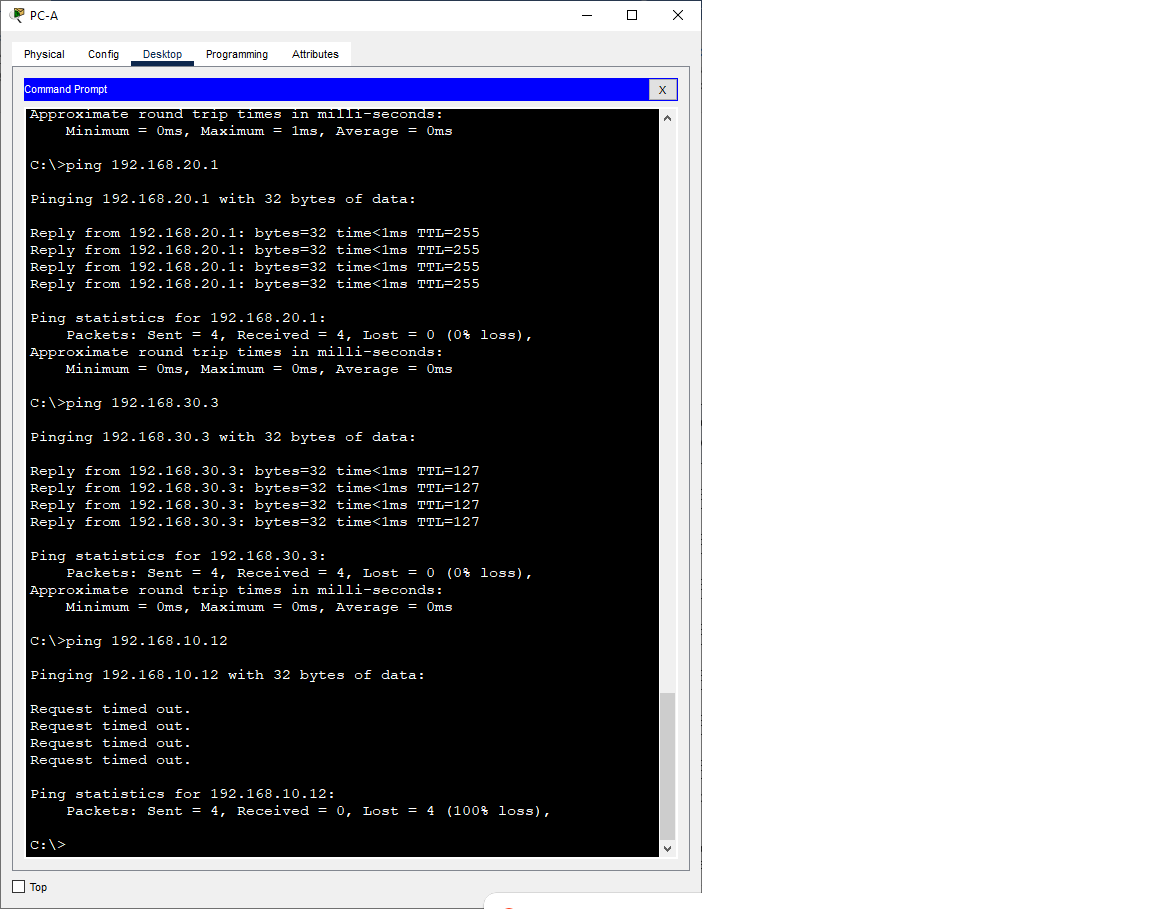 PC-A
Physical Config Desktop Programming Attributes
Command Prompt
X
Approximate round trip times in milli-seconds:
    Minimum = 0ms, Maximum = 1ms, Average = 0ms
C:\>ping 192.168.20.1
Pinging 192.168.20.1 with 32 bytes of data:
Reply from 192.168.20.1: bytes=32 time<1ms TTL=255
Reply from 192.168.20.1: bytes=32 time<1ms TTL=255
Reply from 192.168.20.1: bytes=32 time<1ms TTL=255
Reply from 192.168.20.1: bytes=32 time<1ms TTL=255
Ping statistics for 192.168.20.1:
    Packets: Sent = 4, Received = 4, Lost = 0 (0% loss),
Approximate round trip times in milli-seconds:
    Minimum = 0ms, Maximum = 0ms, Average = 0ms
C:\>ping 192.168.30.3
Pinging 192.168.30.3 with 32 bytes of data:
Reply from 192.168.30.3: bytes=32 time<1ms TTL=127
Reply from 192.168.30.3: bytes=32 time<1ms TTL=127
Reply from 192.168.30.3: bytes=32 time<1ms TTL=127
Reply from 192.168.30.3: bytes=32 time<1ms TTL=127
Ping statistics for 192.168.30.3:
    Packets: Sent = 4, Received = 4, Lost = 0 (0% loss),
Approximate round trip times in milli-seconds:
    Minimum = 0ms, Maximum = 0ms, Average = 0ms
C:\>ping 192.168.10.12
Pinging 192.168.10.12 with 32 bytes of data:
Request timed out.
Request timed out.
Request timed out.
Request timed out.
Ping statistics for 192.168.10.12:
    Packets: Sent = 4, Received = 0, Lost = 4 (100% loss),
C:\>
Top